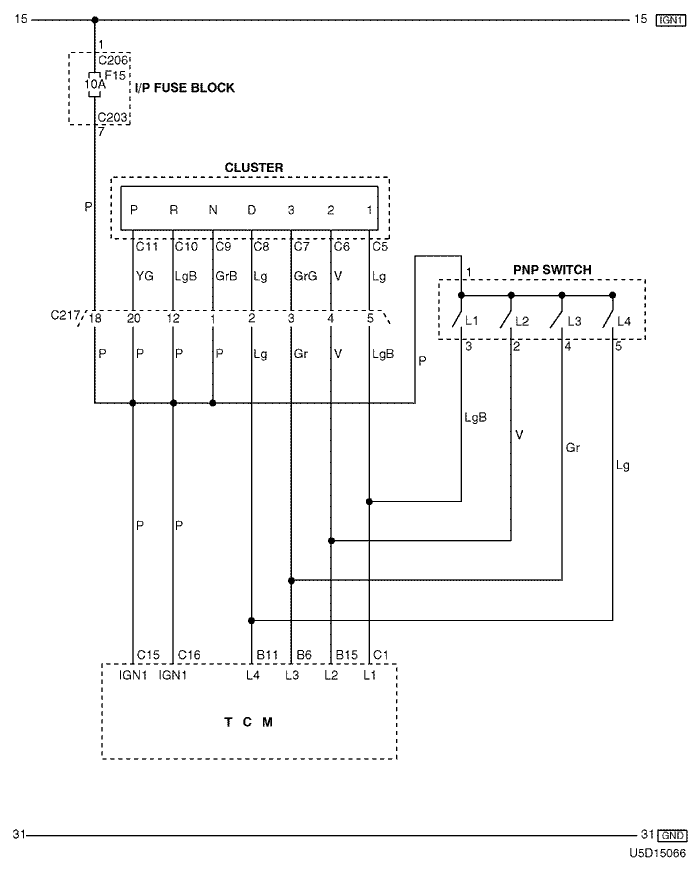 15 15 IGN1
1
C206
F15
10A
I/P FUSE BLOCK
C203
7
CLUSTER
P P R N D 3 2 1
C11 C10 C9 C8 C7 C6 C5
YG LgB GrB Lg GrG V Lg
1
PNP SWITCH
L1 L2 L3 L4
C217 18 20 12 1 2 3 4 5
3 2 4 5
P P P P Lg Gr V LgB P
LgB
V
Gr
Lg
P P
C15 C16 B11 B6 B15 C1
IGN1 IGN1 L4 L3 L2 L1
T C M
31 31 GND
U5D15066